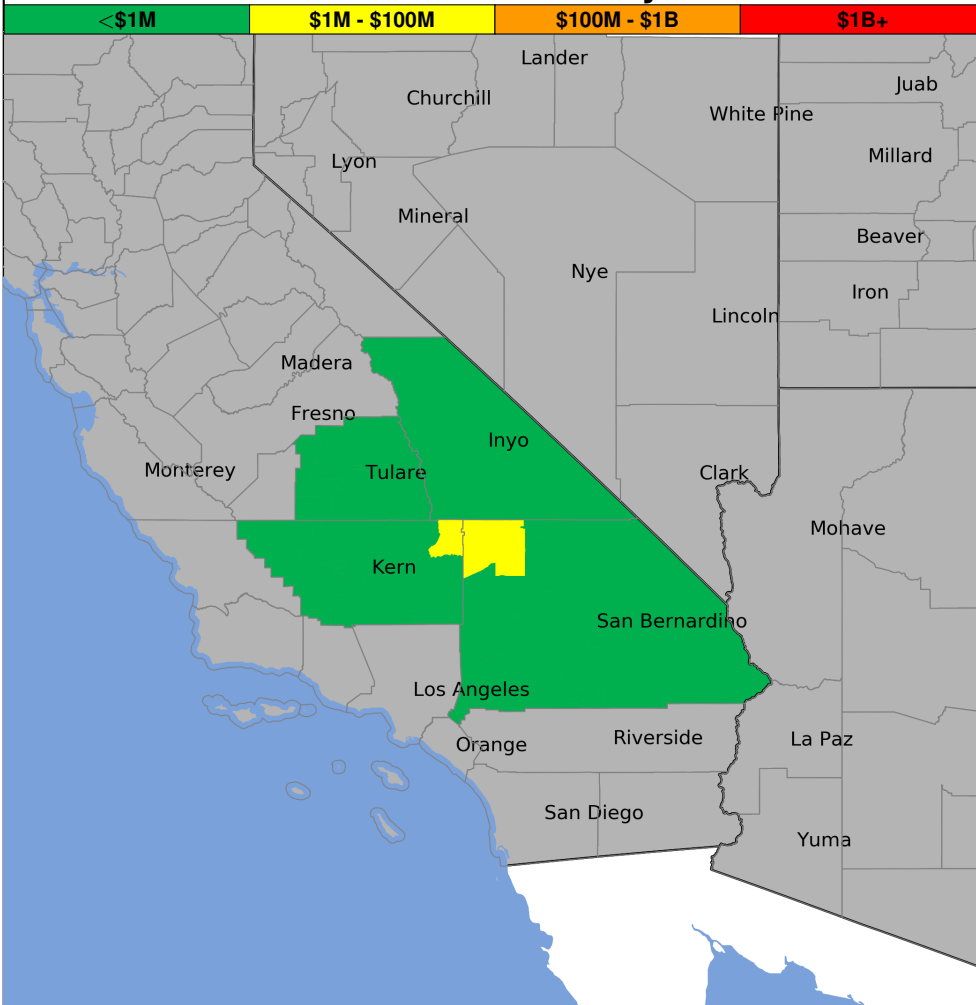 <$1M
$1M - $100M
$100M - $1B
$1B+
Lander
Juab
Churchill
White Pine
Lyon
Millard
Mineral
Beaver
Nye
Iron
Lincoln
Madera
Fresno
Inyo
Monterey
Tulare
Clark
Mohave
Kern
San Bernardino
Los Angeles
Orange
Riverside
La Paz
San Diego
Yuma